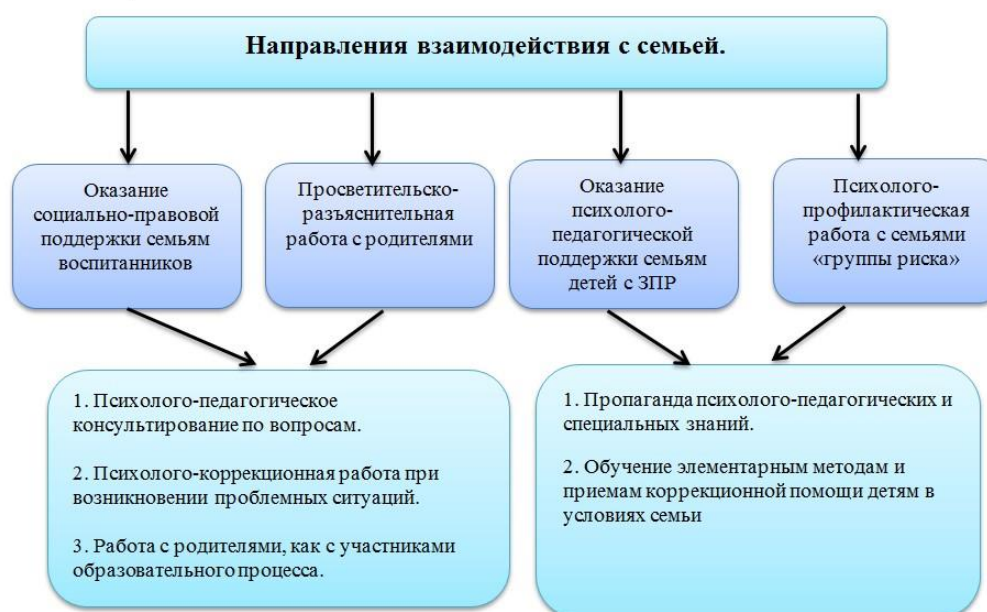 Направления взаимодействия с семьей.
Оказание
социально-правовой
поддержки семьям
воспитанников
Просветительско-
разъяснительная
работа с родителями
Оказание
психолого-
педагогической
поддержки семьям
детей с ЗПР
Психолого-
профилактическая
работа с семьями
«группы риска»
1. Психолого-педагогическое
консультирование по вопросам.
2. Психолого-коррекционная работа при
возникновении проблемных ситуаций.
3. Работа с родителями, как с участниками
образовательного процесса.
1. Пропаганда психолого-педагогических и
специальных знаний.
2. Обучение элементарным методам и
приемам коррекционной помощи детям в
условиях семьи